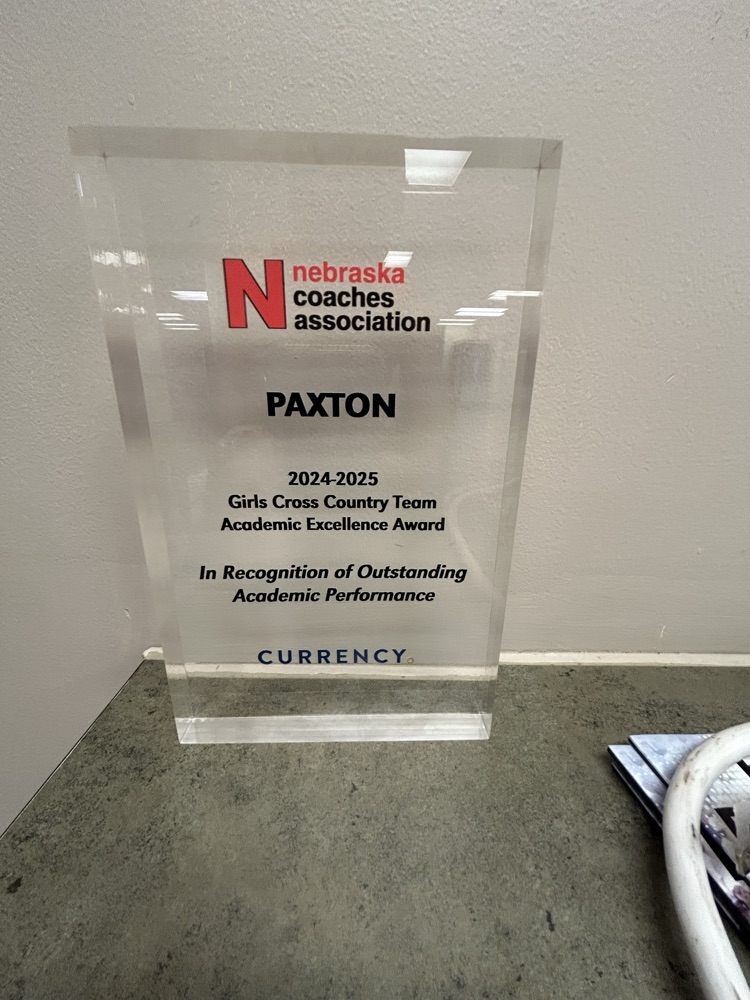 N nebraska
coaches
association
PAXTON
2024-2025
Girls Cross Country Team
Academic Excellence Award
In Recognition of Outstanding
Academic Performance
CURRENCY